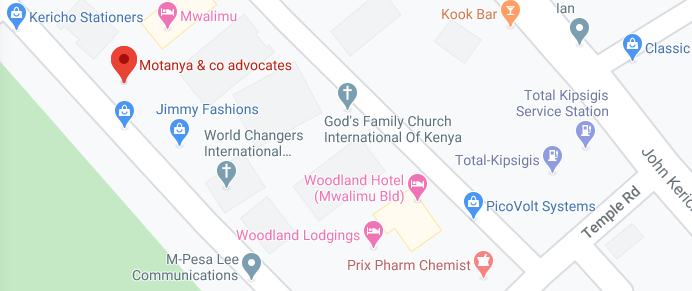 Kericho Stationers
Mwalimu
Kook Bar
Ian
Classic
Motanya & co advocates
Jimmy Fashions
World Changers
International...
God's Family Church
International Of Kenya
Total Kipsigis
Service Station
Total-Kipsigis
John Keric
Woodland Hotel
(Mwalimu Bld)
PicoVolt Systems
Temple Rd
Woodland Lodgings
M-Pesa Lee
Communications
Prix Pharm Chemist